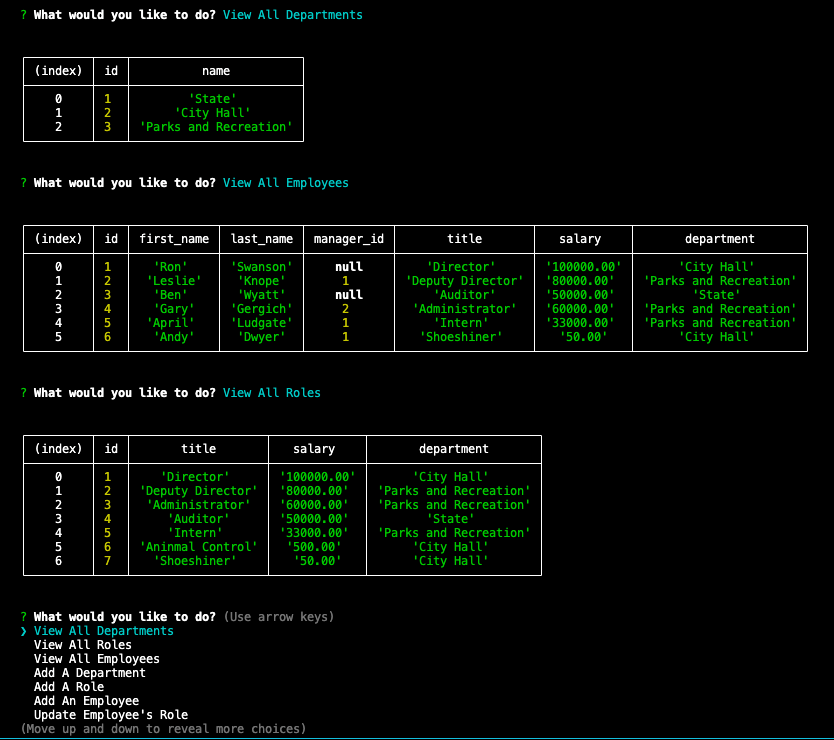 ? What would you like to do? View All Departments
(index) id name
0 1 'State'
1 2 'City Hall'
2 3 'Parks and Recreation'
? What would you like to do? View All Employees
(index) id first_name last_name manager_id title salary department
0 1 'Ron' 'Swanson' null 'Director' '100000.00' 'City Hall'
1 2 'Leslie' 'Knope' 1 'Deputy Director' '80000.00' 'Parks and Recreation'
2 3 'Ben' 'Wyatt' null 'Auditor' '50000.00' 'State'
3 4 'Gary' 'Gergich' 2 'Administrator' '60000.00' 'Parks and Recreation'
4 5 'April' 'Ludgate' 1 'Intern' '33000.00' 'Parks and Recreation'
5 6 'Andy' 'Dwyer' 1 'Shoeshiner' '50.00' 'City Hall'
? What would you like to do? View All Roles
(index) id title salary department
0 1 'Director' '100000.00' 'City Hall'
1 2 'Deputy Director' '80000.00' 'Parks and Recreation'
2 3 'Administrator' '60000.00' 'Parks and Recreation'
3 4 'Auditor' '50000.00' 'State'
4 5 'Intern' '33000.00' 'Parks and Recreation'
5 6 'Aninmal Control' '500.00' 'City Hall'
6 7 'Shoeshiner' '50.00' 'City Hall'
? What would you like to do? (Use arrow keys)
❯ View All Departments
View All Roles
View All Employees
Add A Department
Add A Role
Add An Employee
Update Employee's Role
(Move up and down to reveal more choices)